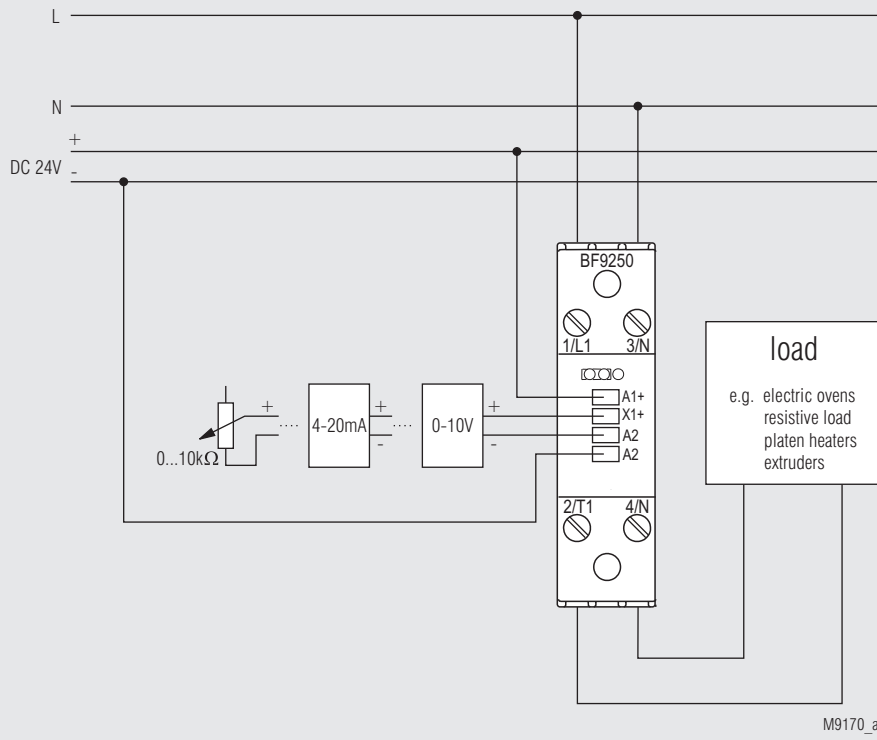 L
N
+
DC 24V
-
BF9250
1/L1 3/N
A1+
X1+
A2
A2
2/T1 4/N
+
0...10kΩ
....
4-20mA
+
-
....
0-10V
+
-
load
e.g. electric ovens
resistive load
platen heaters
extruders
M9170_a